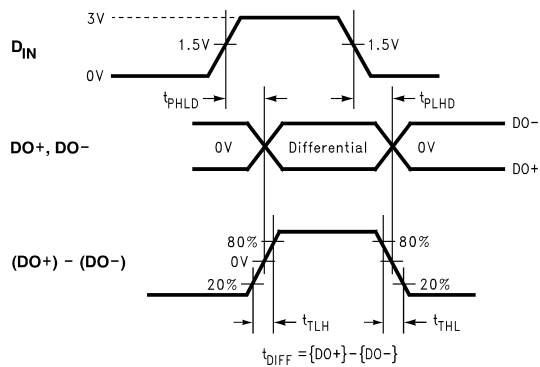 3V
D_IN
1.5V
1.5V
0V
t_PHLD
t_PLHD
DO−
DO+, DO−
0V
Differential
0V
DO+
80%
80%
(DO+) − (DO−)
0V
20%
20%
t_TLH
t_THL
t_DIFF = {DO+}−{DO−}